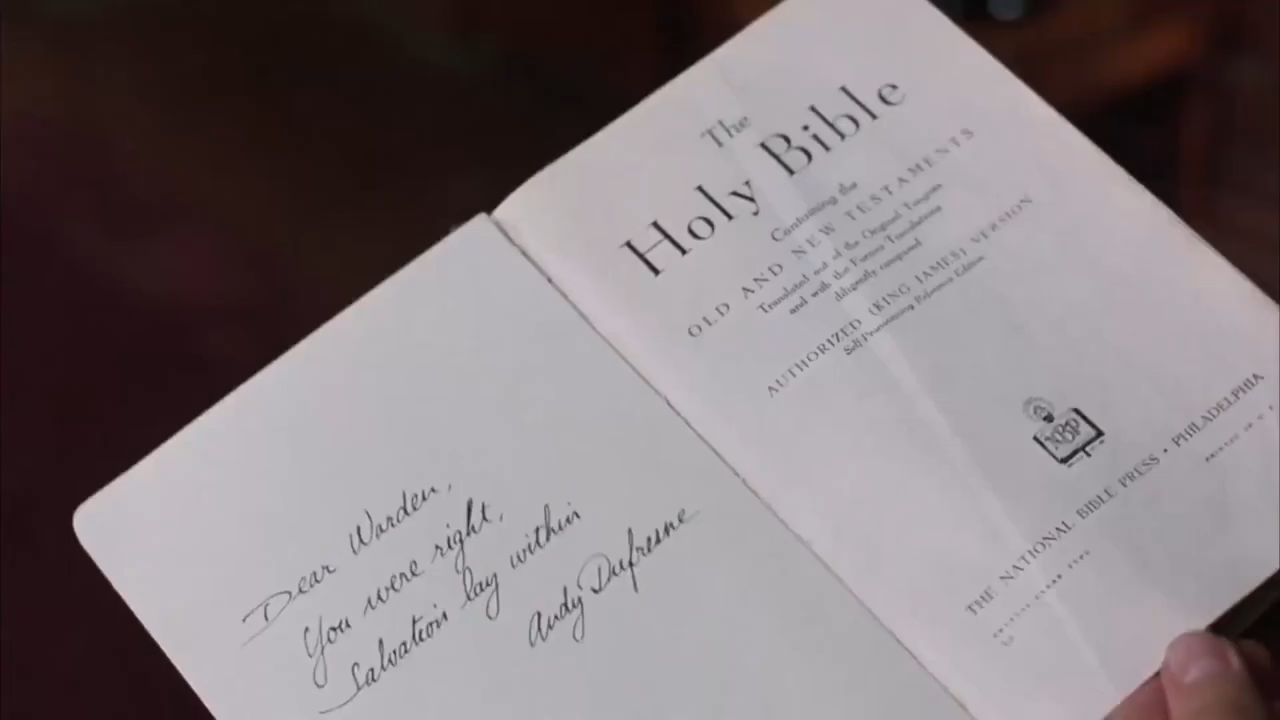 Dear Warden,
You were right.
Salvation lay within
Andy Dufresne
The
Holy Bible
Containing the
OLD AND NEW TESTAMENTS
Translated out of the Original Tongues
and with the Former Translations
diligently compared
AUTHORIZED (KING JAMES) VERSION
Self-Pronouncing Reference Edition
NBP
THE NATIONAL BIBLE PRESS • PHILADELPHIA